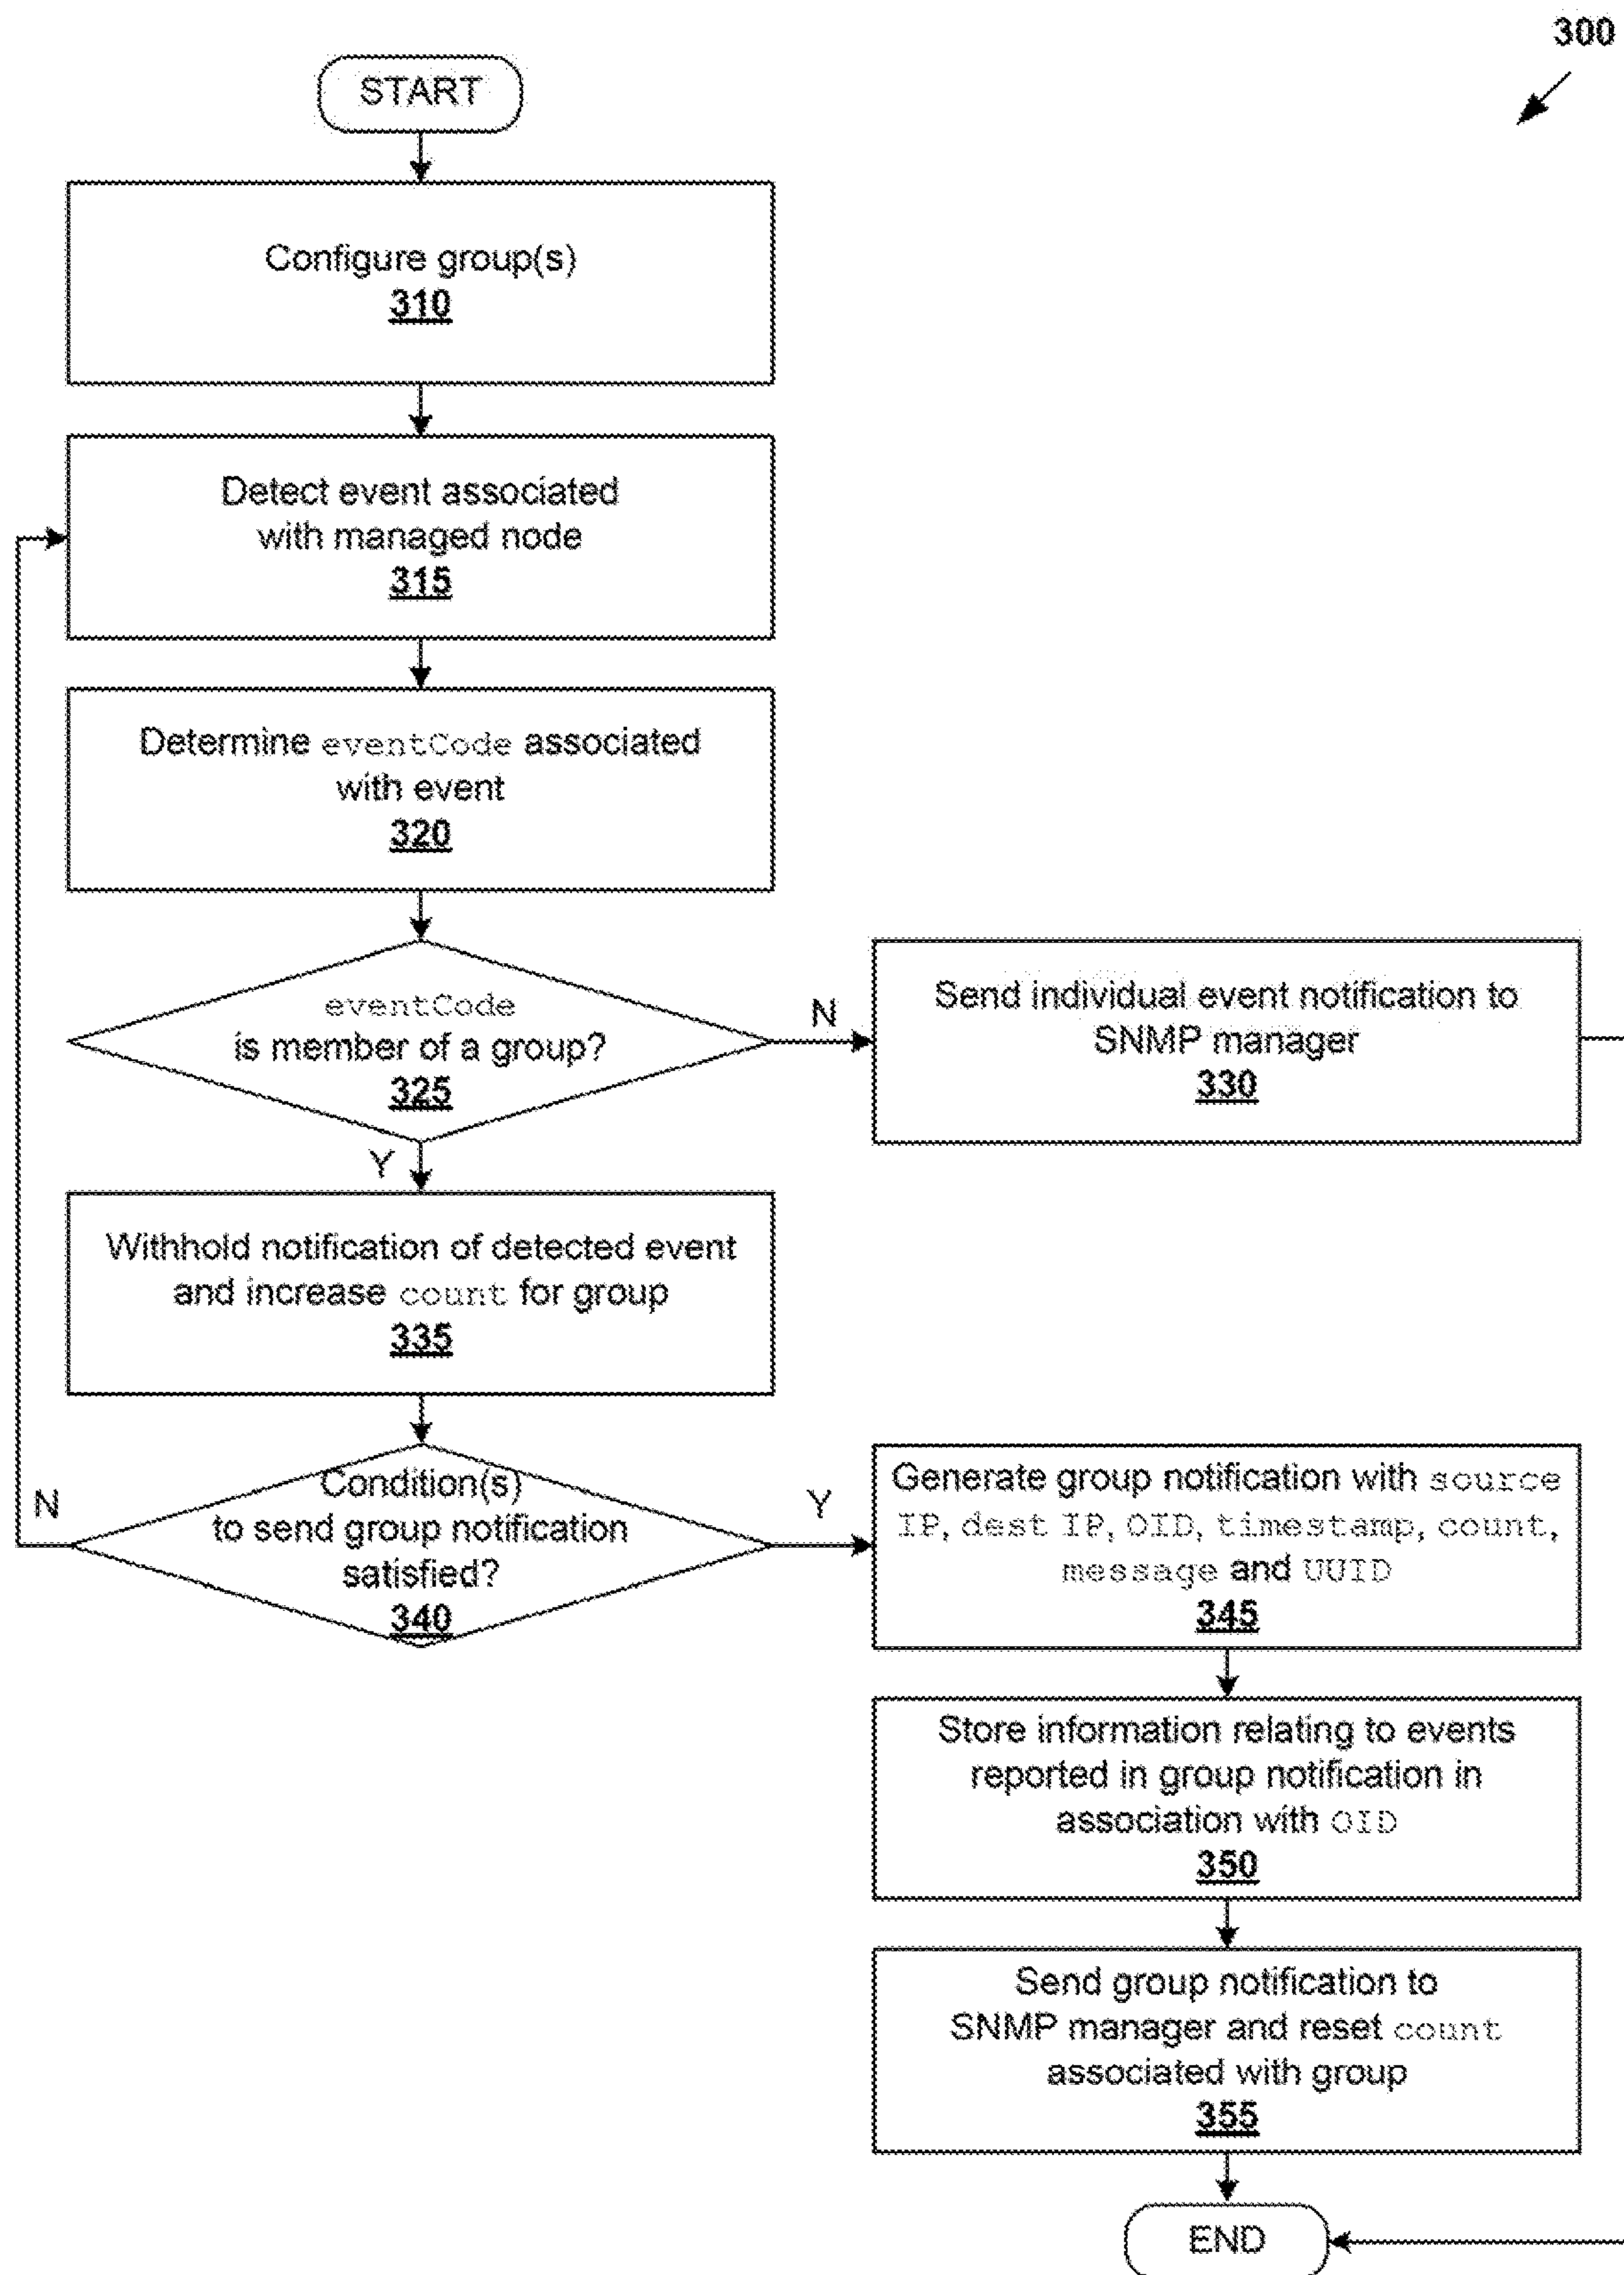 300
START
Configure group(s)
310
Detect event associated
with managed node
315
Determine eventCode associated
with event
320
eventCode
is member of a group?
325
N
Send individual event notification to
SNMP manager
330
Y
Withhold notification of detected event
and increase count for group
335
N
Condition(s)
to send group notification
satisfied?
340
Y
Generate group notification with source
IP, dest IP, OID, timestamp, count,
message and UUID
345
Store information relating to events
reported in group notification in
association with OID
350
Send group notification to
SNMP manager and reset count
associated with group
355
END